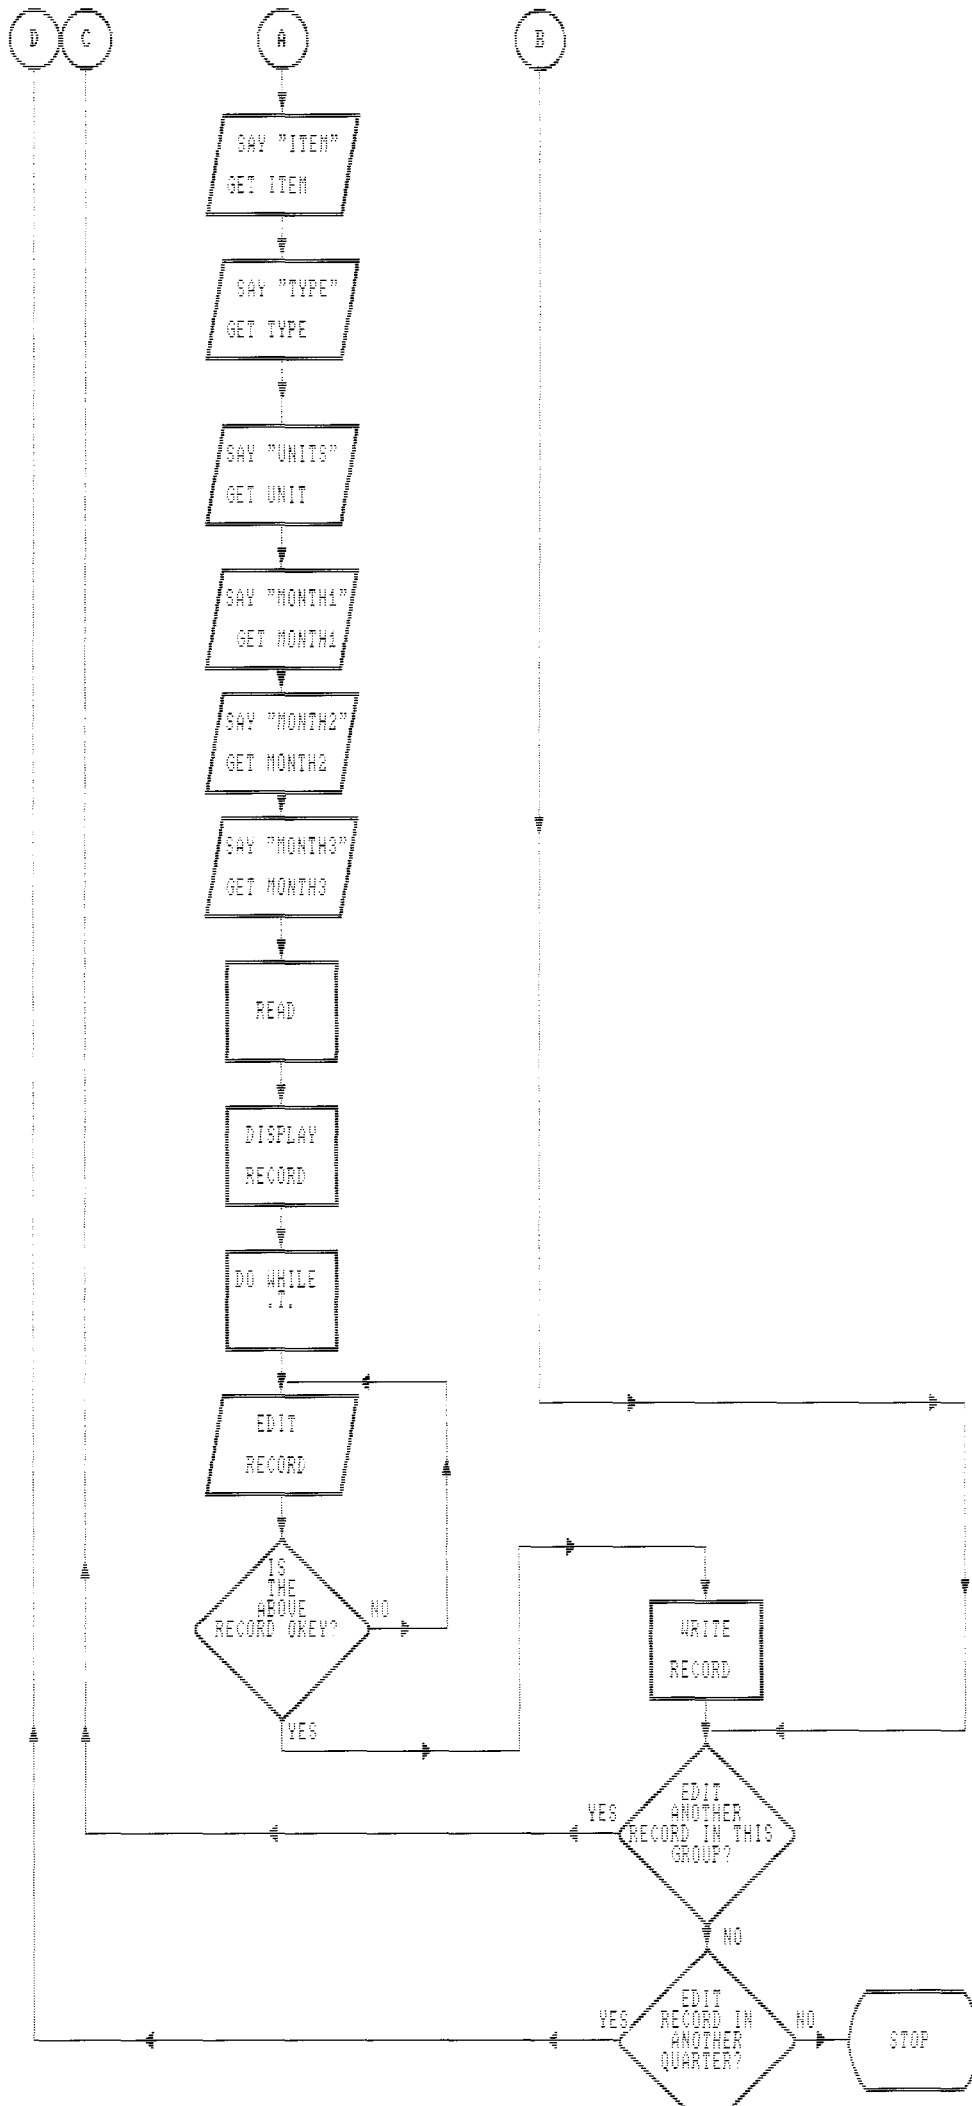 D
C
A
B
SAY "ITEM"
GET ITEM
SAY "TYPE"
GET TYPE
SAY "UNITS"
GET UNIT
SAY "MONTH1"
GET MONTH1
SAY "MONTH2"
GET MONTH2
SAY "MONTH3"
GET MONTH3
READ
DISPLAY
RECORD
DO WHILE
.T.
EDIT
RECORD
IS
THE
ABOVE
RECORD OKEY?
NO
YES
WRITE
RECORD
EDIT
ANOTHER
RECORD IN THIS
GROUP?
YES
NO
EDIT
RECORD IN
ANOTHER
QUARTER?
YES
NO
STOP